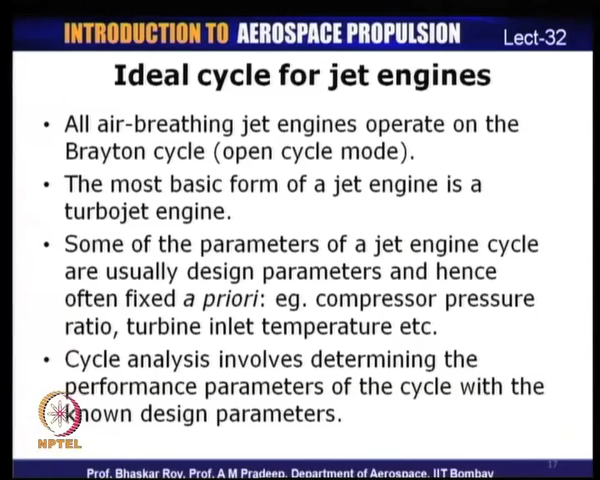 INTRODUCTION TO AEROSPACE PROPULSION
Lect-32
Ideal cycle for jet engines
• All air-breathing jet engines operate on the
Brayton cycle (open cycle mode).
• The most basic form of a jet engine is a
turbojet engine.
• Some of the parameters of a jet engine cycle
are usually design parameters and hence
often fixed a priori: eg. compressor pressure
ratio, turbine inlet temperature etc.
• Cycle analysis involves determining the
performance parameters of the cycle with the
known design parameters.
NPTEL
17
Prof. Bhaskar Roy, Prof. A M Pradeep, Department of Aerospace, IIT Bombay